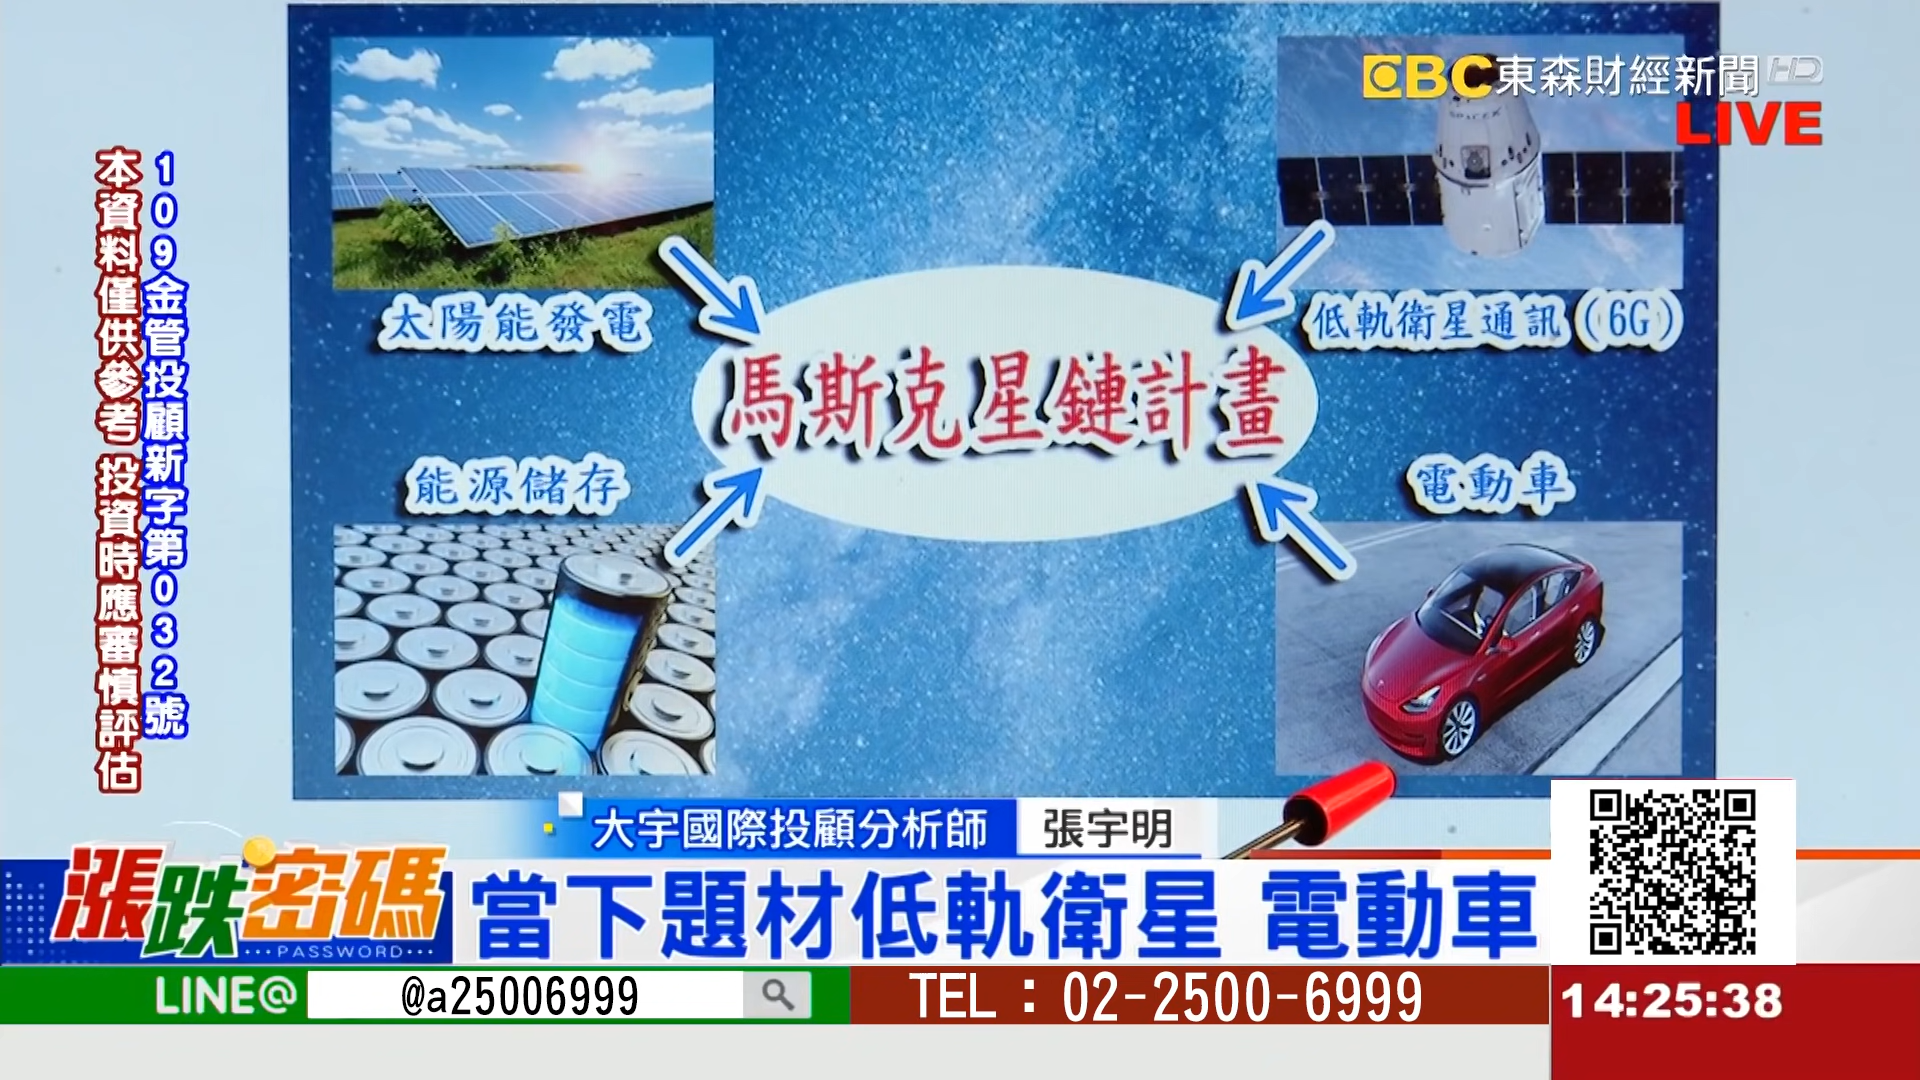 EBC東森財經新聞HD
LIVE
SPACEX
109金管投顧新字第032號
本資料僅供參考 投資時應審慎評估
太陽能發電
低軌衛星通訊(6G)
馬斯克星鏈計畫
能源儲存
電動車
大宇國際投顧分析師 張宇明
漲跌密碼
PASSWORD
當下題材低軌衛星 電動車
LINE@ @a25006999
TEL：02-2500-6999
14:25:38